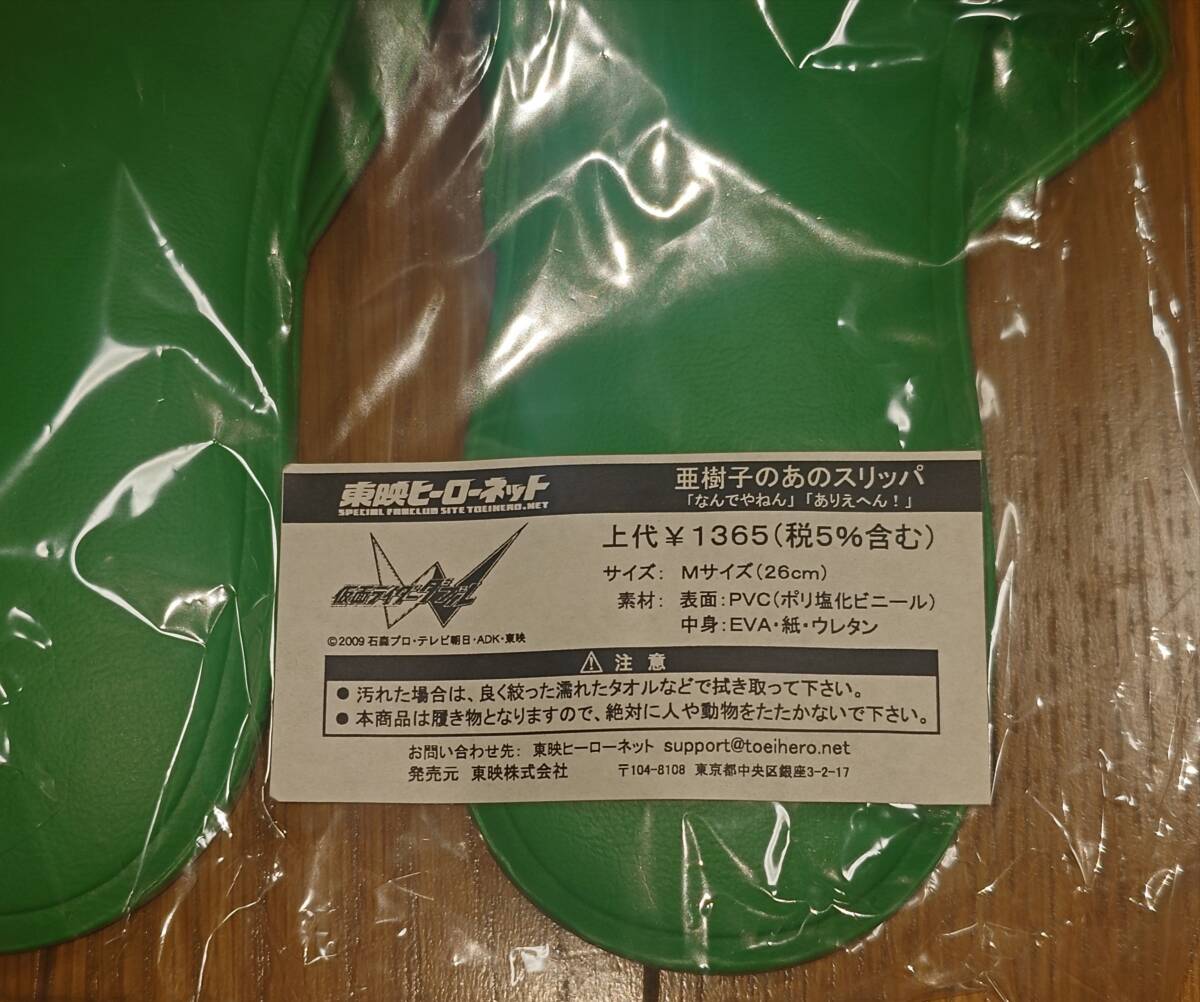 東映ヒーローネット
SPECIAL FANCLUB SITE TOEIHERO.NET
亜樹子のあのスリッパ
「なんでやねん」「ありえへん！」
仮面ライダーダブル
©2009 石森プロ・テレビ朝日・ADK・東映
上代￥1365（税5%含む）
サイズ： Mサイズ（26cm）
素材： 表面：PVC（ポリ塩化ビニール）
中身：EVA・紙・ウレタン
⚠ 注 意
● 汚れた場合は、良く絞った濡れたタオルなどで拭き取って下さい。
● 本商品は履き物となりますので、絶対に人や動物をたたかないで下さい。
お問い合わせ先： 東映ヒーローネット support@toeihero.net
発売元 東映株式会社 〒104-8108 東京都中央区銀座3-2-17